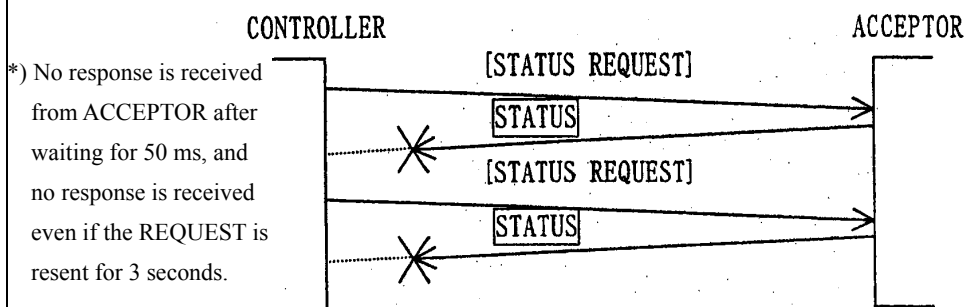 CONTROLLER
ACCEPTOR
*) No response is received
from ACCEPTOR after
waiting for 50 ms, and
no response is received
even if the REQUEST is
resent for 3 seconds.
[STATUS REQUEST]
STATUS
[STATUS REQUEST]
STATUS